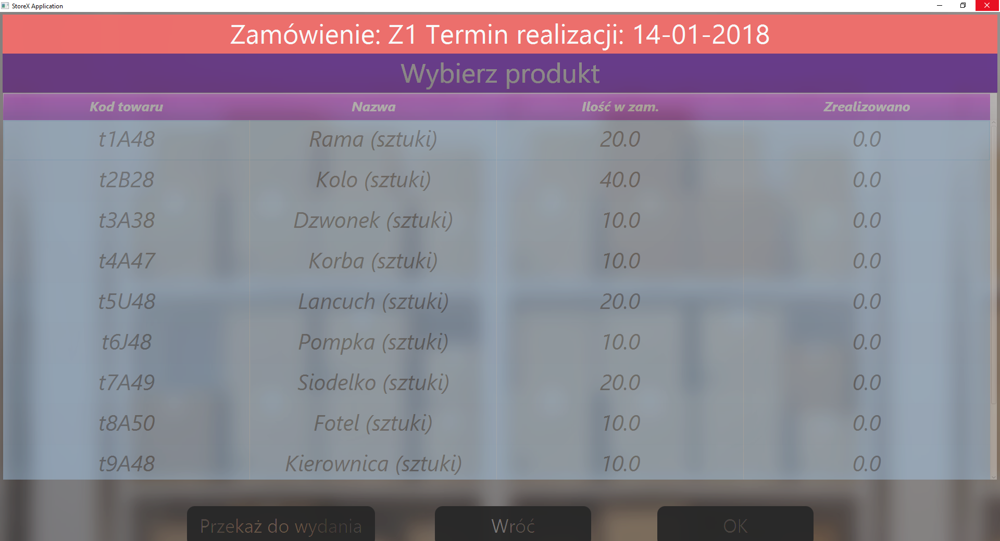 StoreX Application
Zamówienie: Z1 Termin realizacji: 14-01-2018
Wybierz produkt
Kod towaru Nazwa Ilość w zam. Zrealizowano
t1A48 Rama (sztuki) 20.0 0.0
t2B28 Kolo (sztuki) 40.0 0.0
t3A38 Dzwonek (sztuki) 10.0 0.0
t4A47 Korba (sztuki) 10.0 0.0
t5U48 Lancuch (sztuki) 20.0 0.0
t6J48 Pompka (sztuki) 10.0 0.0
t7A49 Siodelko (sztuki) 20.0 0.0
t8A50 Fotel (sztuki) 10.0 0.0
t9A48 Kierownica (sztuki) 10.0 0.0
Przekaż do wydania Wróć OK